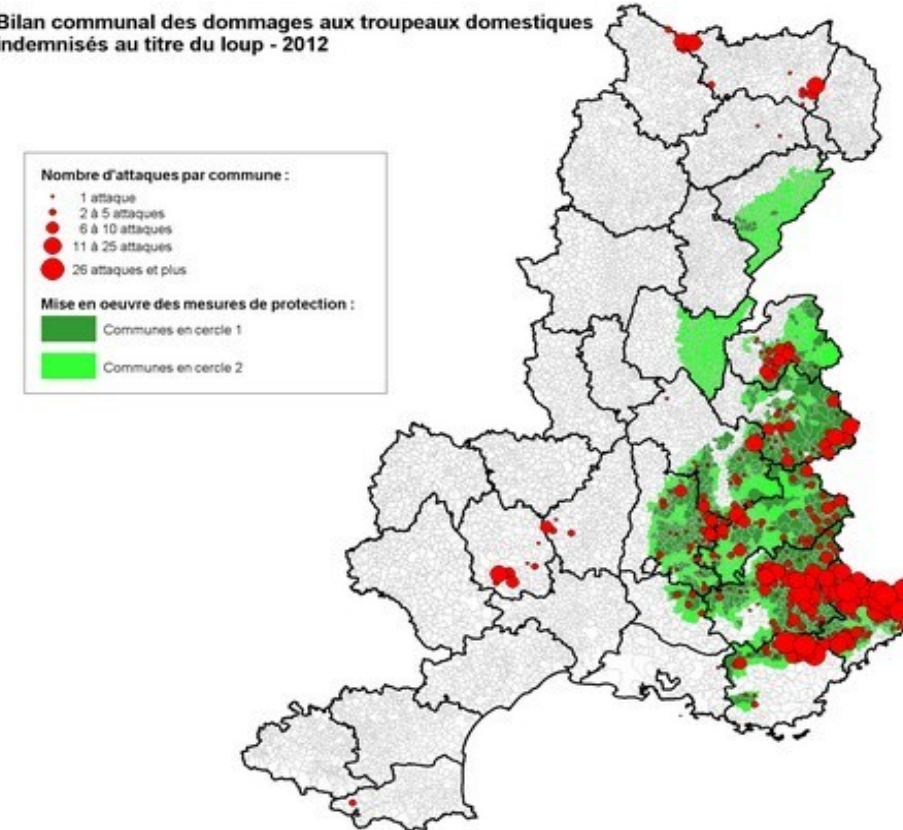 Bilan communal des dommages aux troupeaux domestiques
indemnisés au titre du loup - 2012
Nombre d'attaques par commune :
1 attaque
2 à 5 attaques
6 à 10 attaques
11 à 25 attaques
26 attaques et plus
Mise en oeuvre des mesures de protection :
Communes en cercle 1
Communes en cercle 2